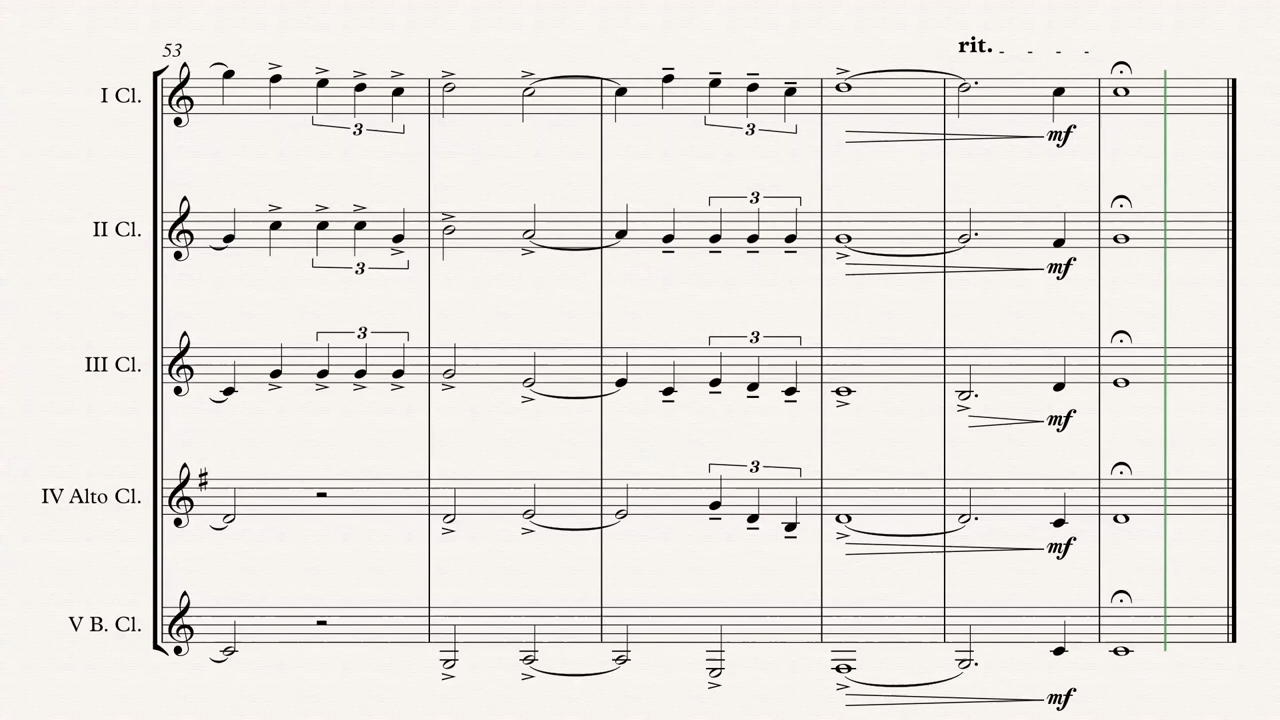 53
rit.
I Cl.
3
3
mf
II Cl.
3
3
mf
III Cl.
3
3
mf
IV Alto Cl.
3
mf
V B. Cl.
mf